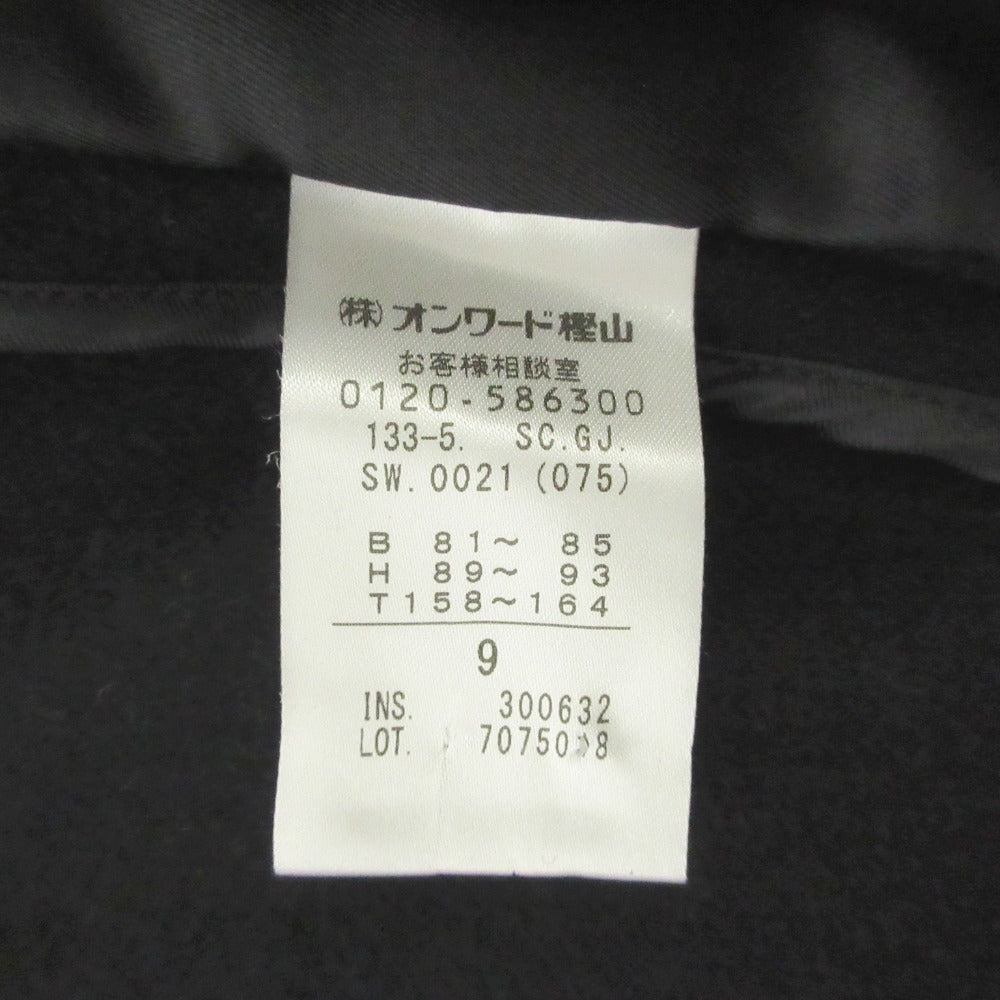 (株)オンワード樫山
お客様相談室
0120-586300
133-5. SC.GJ.
SW.0021(075)
B 81～ 85
H 89～ 93
T158～164
9
INS. 300632
LOT.